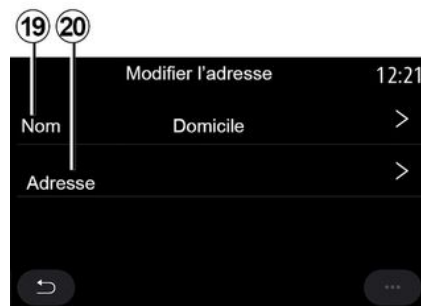 19 20
Modifier l'adresse 12:21
Nom Domicile >
Adresse >
...